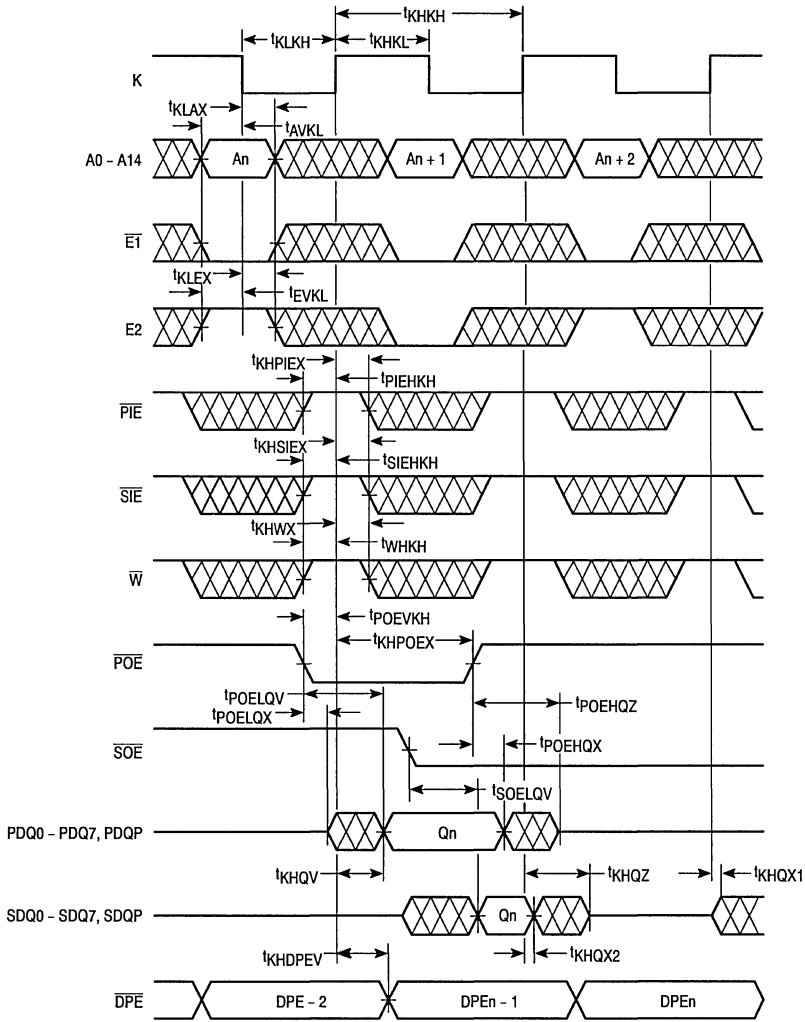 tKHKH
tKLKH
tKHKL
K
tKLAX
tAVKL
A0 – A14
An
An + 1
An + 2
E1
tKLEX
tEVKL
E2
tKHPIEX
tPIEHKH
PIE
tKHSIEX
tSIEHKH
SIE
tKHWX
tWHKH
W
tPOEVKH
tKHPOEX
POE
tPOELQV
tPOELQX
tPOEHQZ
SOE
tPOEHQX
tSOELQV
PDQ0 – PDQ7, PDQP
Qn
tKHQV
tKHQZ
tKHQX1
SDQ0 – SDQ7, SDQP
Qn
tKHDPEV
tKHQX2
DPE
DPE – 2
DPEn – 1
DPEn